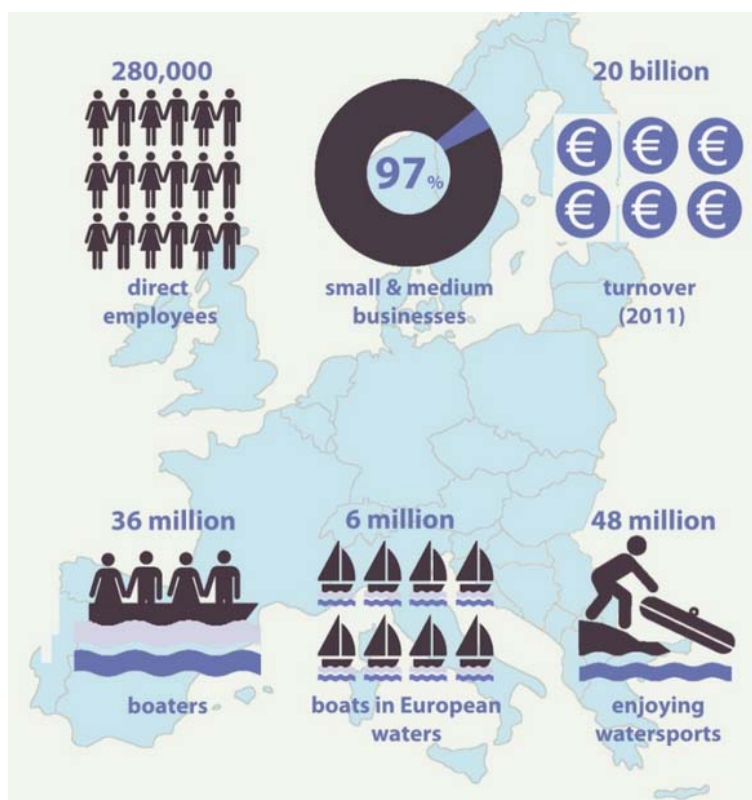 280,000
direct
employees
97%
small & medium
businesses
20 billion
€ € €
€ € €
turnover
(2011)
36 million
boaters
6 million
boats in European
waters
48 million
enjoying
watersports